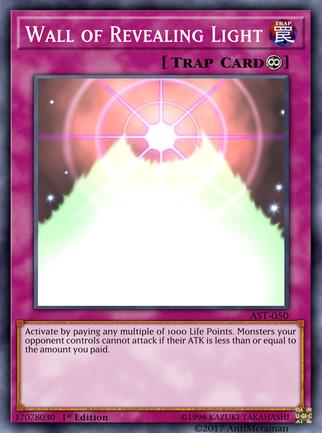 WALL OF REVEALING LIGHT
TRAP
罠
[TRAP CARD]
AST-050
Activate by paying any multiple of 1000 Life Points. Monsters your
opponent controls cannot attack if their ATK is less than or equal to
the amount you paid.
17078030 1st Edition
©1996 KAZUKI TAKAHASHI
©2017 AntiMetaman